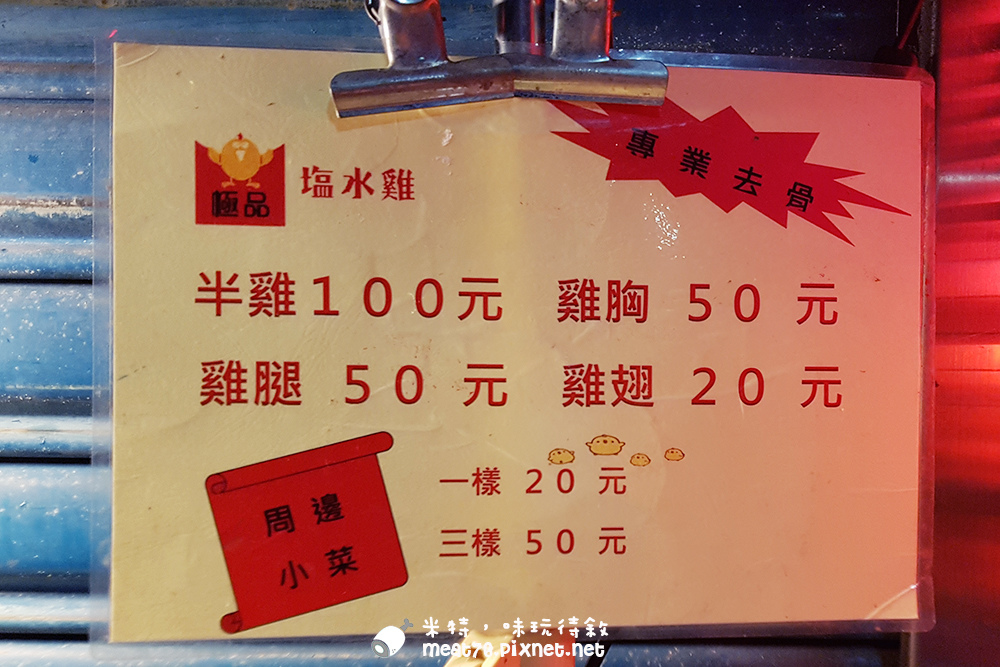 極品
塩水雞
專業去骨
半雞100元 雞胸 50 元
雞腿 50 元 雞翅 20 元
周邊
小菜
一樣 20 元
三樣 50 元
米特，味玩待敘
meat76.pixnet.net